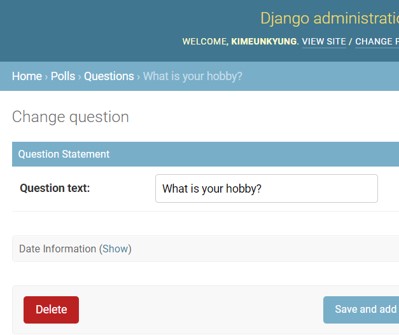 Django administratio
WELCOME, KIMEUNKYUNG. VIEW SITE / CHANGE P
Home › Polls › Questions › What is your hobby?
Change question
Question Statement
Question text: What is your hobby?
Date Information (Show)
Delete Save and add